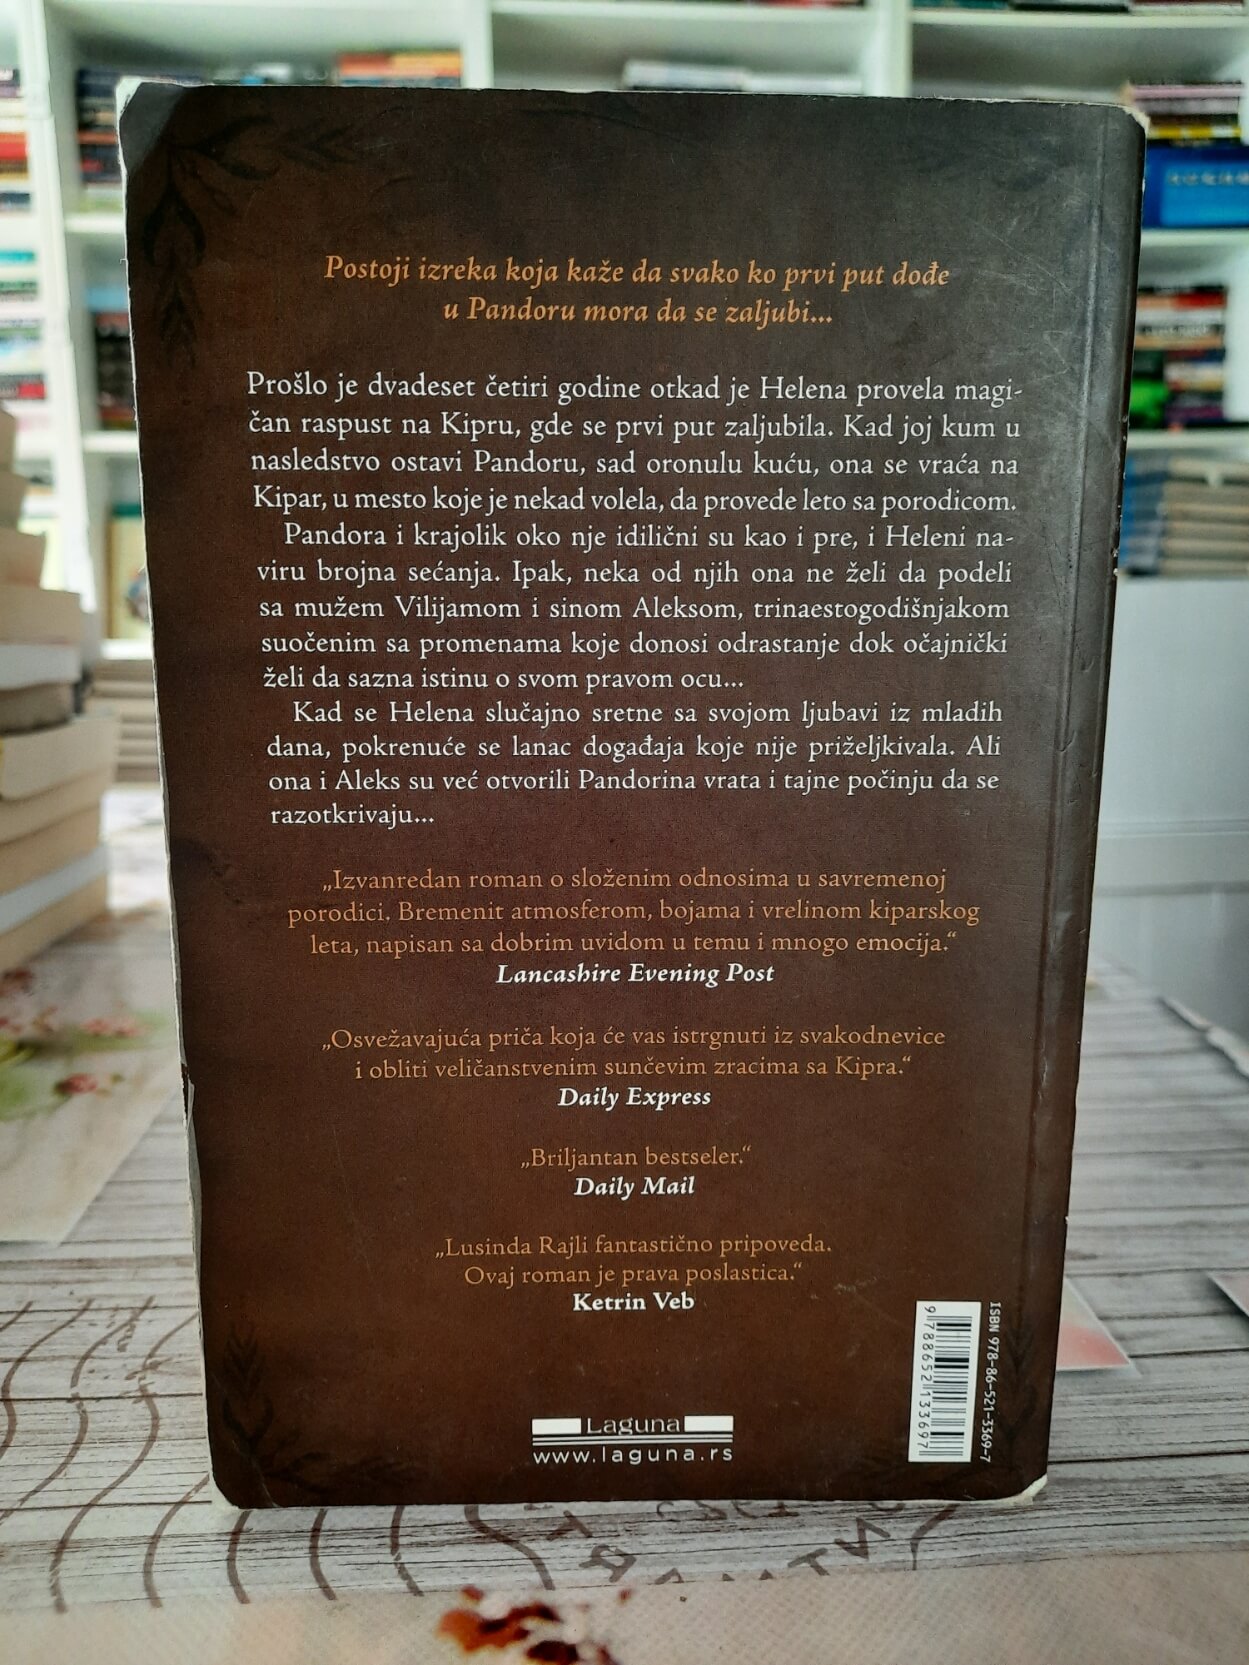 Postoji izreka koja kaže da svako ko prvi put dođe
u Pandoru mora da se zaljubi...
Prošlo je dvadeset četiri godine otkad je Helena provela magi-
čan raspust na Kipru, gde se prvi put zaljubila. Kad joj kum u
nasledstvo ostavi Pandoru, sad oronulu kuću, ona se vraća na
Kipar, u mesto koje je nekad volela, da provede leto sa porodicom.
Pandora i krajolik oko nje idilični su kao i pre, i Heleni na-
viru brojna sećanja. Ipak, neka od njih ona ne želi da podeli
sa mužem Vilijamom i sinom Aleksom, trinaestogodišnjakom
suočenim sa promenama koje donosi odrastanje dok očajnički
želi da sazna istinu o svom pravom ocu...
Kad se Helena slučajno sretne sa svojom ljubavi iz mladih
dana, pokrenuće se lanac događaja koje nije priželjkivala. Ali
ona i Aleks su već otvorili Pandorina vrata i tajne počinju da se
razotkrivaju...
„Izvanredan roman o složenim odnosima u savremenoj
porodici. Bremenit atmosferom, bojama i vrelinom kiparskog
leta, napisan sa dobrim uvidom u temu i mnogo emocija.“
Lancashire Evening Post
„Osvežavajuća priča koja će vas istrgnuti iz svakodnevice
i obliti veličanstvenim sunčevim zracima sa Kipra.“
Daily Express
„Briljantan bestseler.“
Daily Mail
„Lusinda Rajli fantastično pripoveda.
Ovaj roman je prava poslastica.“
Ketrin Veb
ISBN 978-86-521-3369-7
9788652133697
Laguna
www.laguna.rs